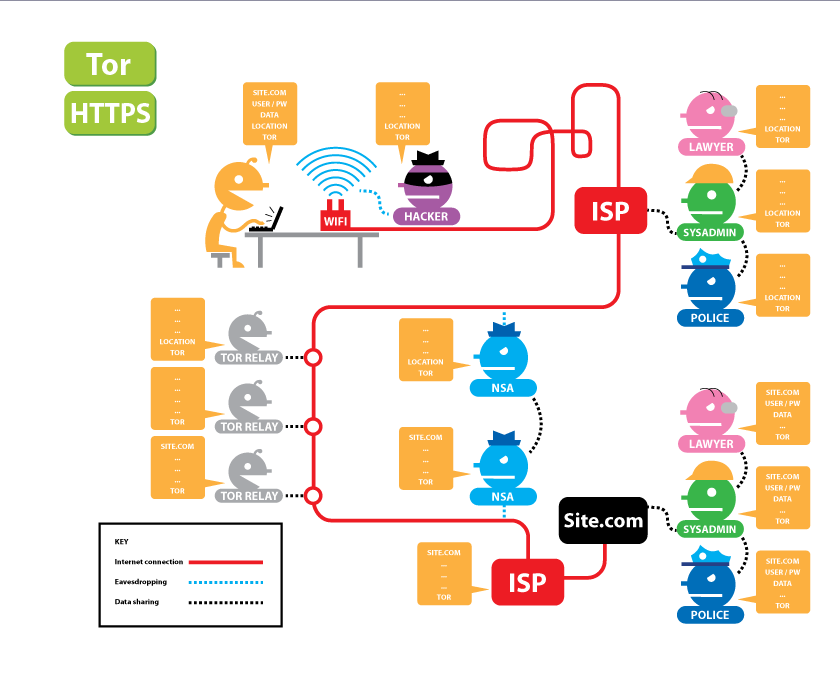 Tor
HTTPS
SITE.COM
USER / PW
DATA
LOCATION
TOR
...
...
...
LOCATION
TOR
WIFI
HACKER
ISP
...
...
...
LOCATION
TOR
LAWYER
...
...
...
LOCATION
TOR
SYSADMIN
...
...
...
LOCATION
TOR
POLICE
...
...
...
LOCATION
TOR
TOR RELAY
...
...
...
...
TOR
TOR RELAY
SITE.COM
...
...
...
TOR
TOR RELAY
...
...
...
LOCATION
TOR
NSA
SITE.COM
...
...
...
TOR
NSA
SITE.COM
...
...
...
TOR
ISP
Site.com
SITE.COM
USER / PW
DATA
...
TOR
LAWYER
SITE.COM
USER / PW
DATA
...
TOR
SYSADMIN
SITE.COM
USER / PW
DATA
...
TOR
POLICE
KEY
Internet connection
Eavesdropping
Data sharing